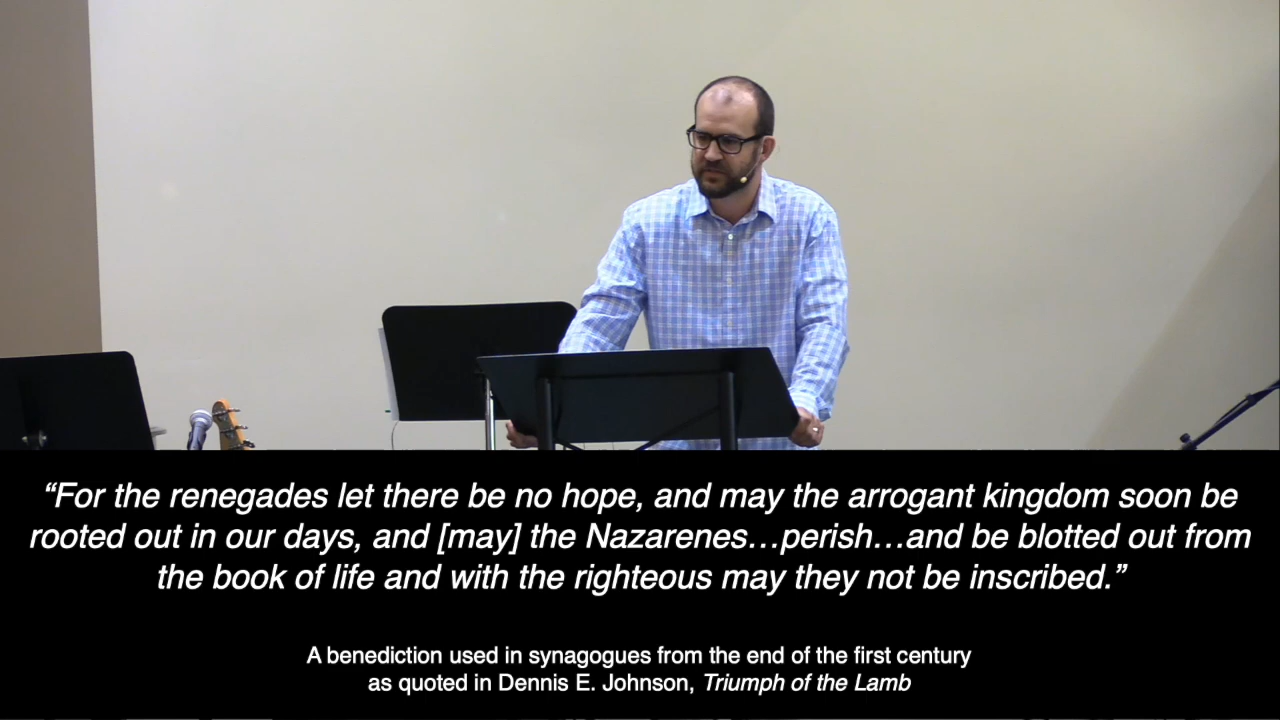 “For the renegades let there be no hope, and may the arrogant kingdom soon be
rooted out in our days, and [may] the Nazarenes…perish…and be blotted out from
the book of life and with the righteous may they not be inscribed.”
A benediction used in synagogues from the end of the first century
as quoted in Dennis E. Johnson, Triumph of the Lamb